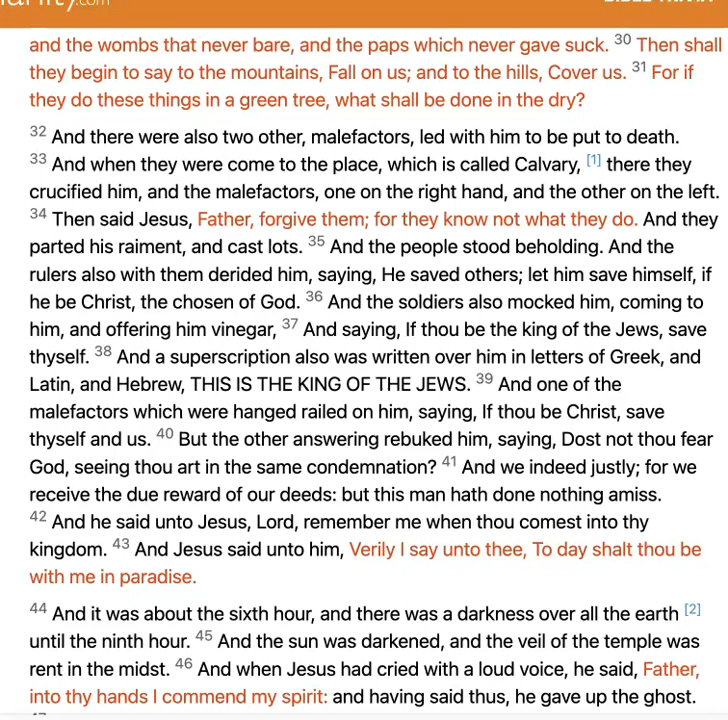 .com
and the wombs that never bare, and the paps which never gave suck. 30 Then shall
they begin to say to the mountains, Fall on us; and to the hills, Cover us. 31 For if
they do these things in a green tree, what shall be done in the dry?
32 And there were also two other, malefactors, led with him to be put to death.
33 And when they were come to the place, which is called Calvary, [1] there they
crucified him, and the malefactors, one on the right hand, and the other on the left.
34 Then said Jesus, Father, forgive them; for they know not what they do. And they
parted his raiment, and cast lots. 35 And the people stood beholding. And the
rulers also with them derided him, saying, He saved others; let him save himself, if
he be Christ, the chosen of God. 36 And the soldiers also mocked him, coming to
him, and offering him vinegar, 37 And saying, If thou be the king of the Jews, save
thyself. 38 And a superscription also was written over him in letters of Greek, and
Latin, and Hebrew, THIS IS THE KING OF THE JEWS. 39 And one of the
malefactors which were hanged railed on him, saying, If thou be Christ, save
thyself and us. 40 But the other answering rebuked him, saying, Dost not thou fear
God, seeing thou art in the same condemnation? 41 And we indeed justly; for we
receive the due reward of our deeds: but this man hath done nothing amiss.
42 And he said unto Jesus, Lord, remember me when thou comest into thy
kingdom. 43 And Jesus said unto him, Verily I say unto thee, To day shalt thou be
with me in paradise.
44 And it was about the sixth hour, and there was a darkness over all the earth [2]
until the ninth hour. 45 And the sun was darkened, and the veil of the temple was
rent in the midst. 46 And when Jesus had cried with a loud voice, he said, Father,
into thy hands I commend my spirit: and having said thus, he gave up the ghost.